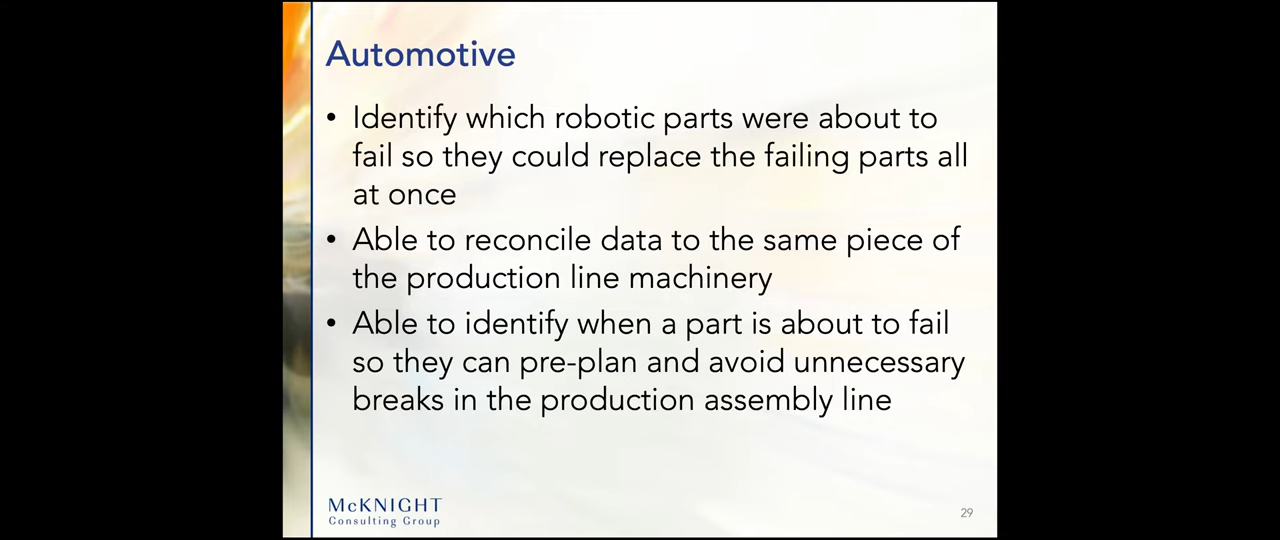 Automotive
• Identify which robotic parts were about to
fail so they could replace the failing parts all
at once
• Able to reconcile data to the same piece of
the production line machinery
• Able to identify when a part is about to fail
so they can pre-plan and avoid unnecessary
breaks in the production assembly line
McKNIGHT
Consulting Group
29